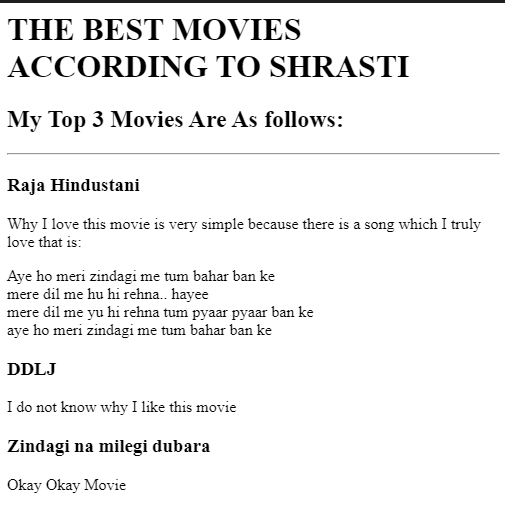 THE BEST MOVIES
ACCORDING TO SHRASTI
My Top 3 Movies Are As follows:
Raja Hindustani
Why I love this movie is very simple because there is a song which I truly
love that is:
Aye ho meri zindagi me tum bahar ban ke
mere dil me hu hi rehna.. hayee
mere dil me yu hi rehna tum pyaar pyaar ban ke
aye ho meri zindagi me tum bahar ban ke
DDLJ
I do not know why I like this movie
Zindagi na milegi dubara
Okay Okay Movie